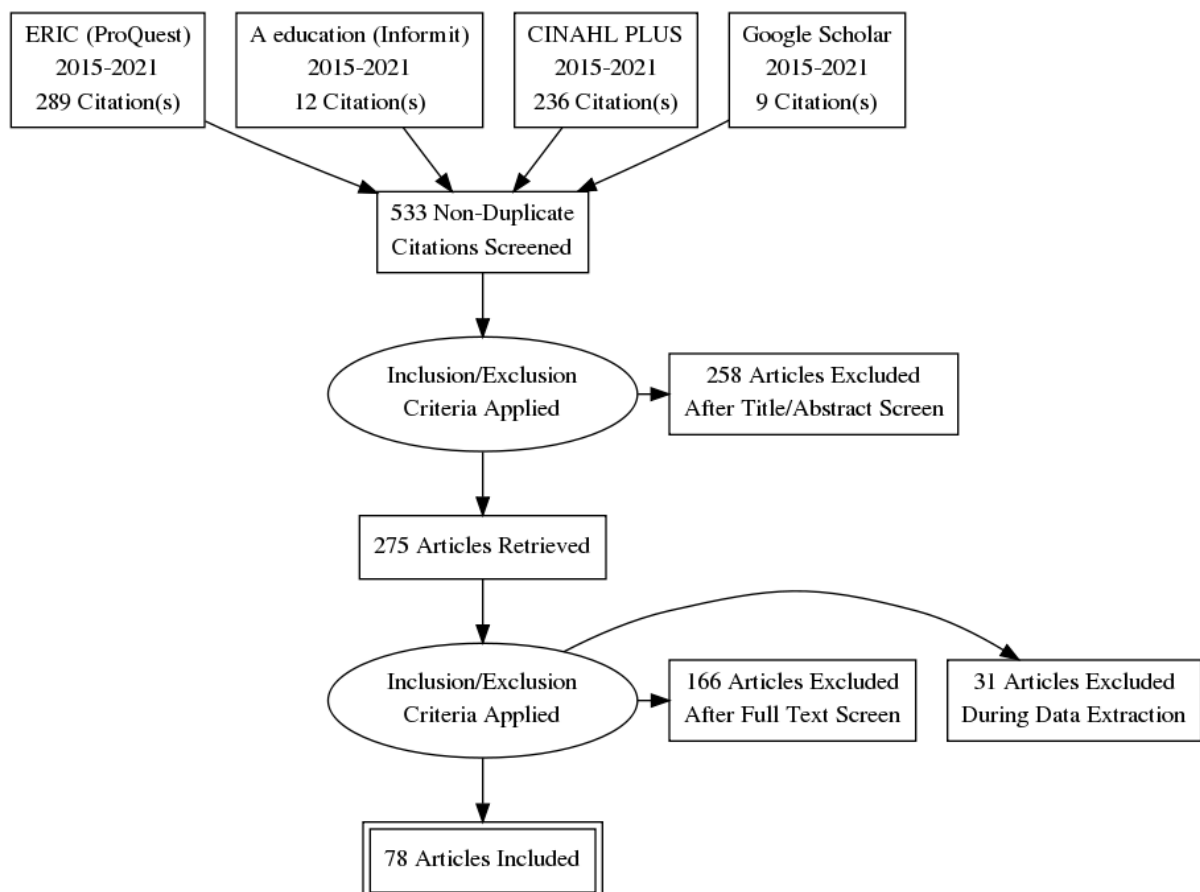 ERIC (ProQuest)
2015-2021
289 Citation(s)
A education (Informit)
2015-2021
12 Citation(s)
CINAHL PLUS
2015-2021
236 Citation(s)
Google Scholar
2015-2021
9 Citation(s)
533 Non-Duplicate
Citations Screened
Inclusion/Exclusion
Criteria Applied
258 Articles Excluded
After Title/Abstract Screen
275 Articles Retrieved
Inclusion/Exclusion
Criteria Applied
166 Articles Excluded
After Full Text Screen
31 Articles Excluded
During Data Extraction
78 Articles Included